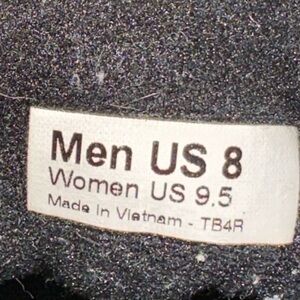 Men US 8
Women US 9.5
Made In Vietnam - TB4R